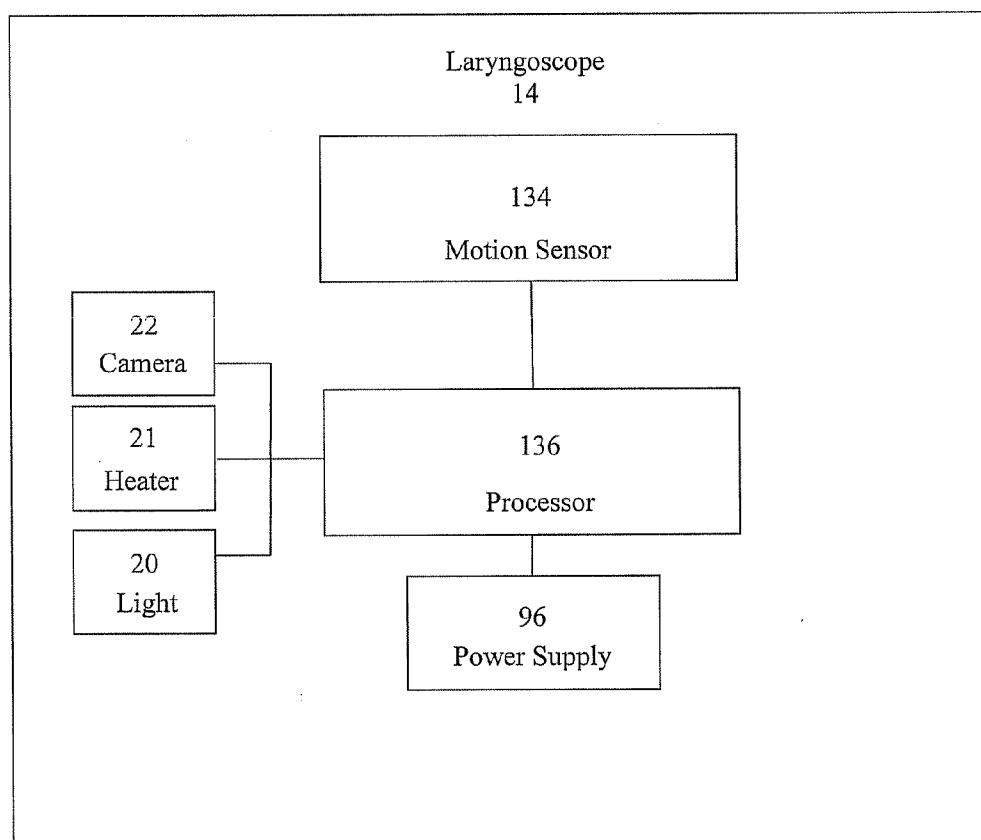 Laryngoscope
14
134
Motion Sensor
22
Camera
21
Heater
20
Light
136
Processor
96
Power Supply